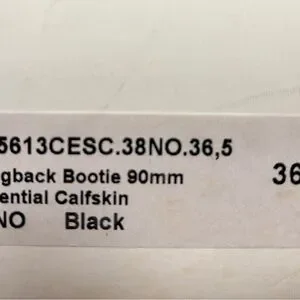 5613CESC.38NO.36,5
gback Bootie 90mm 36
ential Calfskin
NO Black